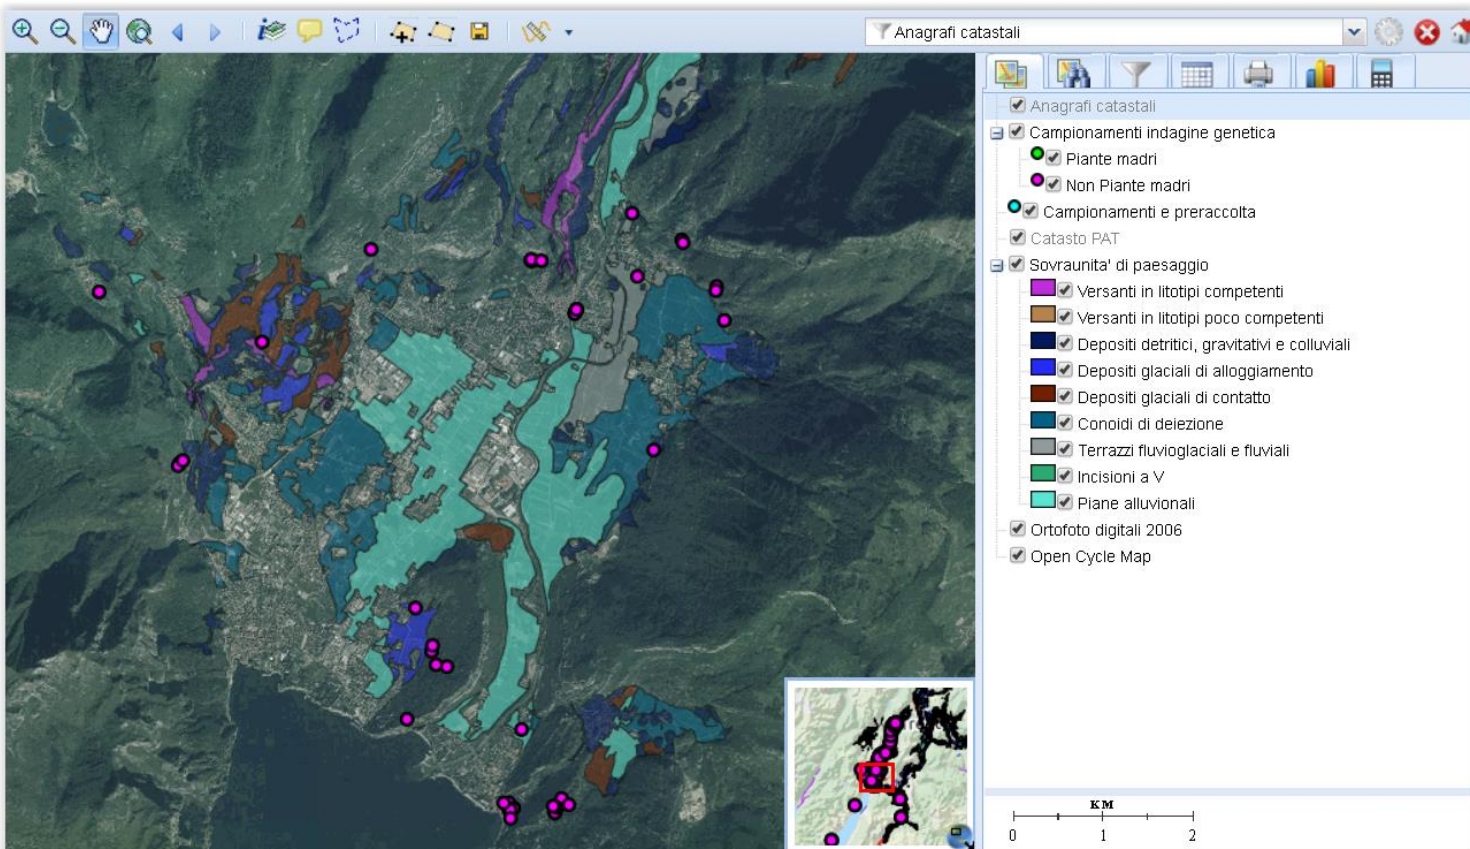 Anagrafi catastali
Anagrafi catastali
Campionamenti indagine genetica
Piante madri
Non Piante madri
Campionamenti e preraccolta
Catasto PAT
Sovraunita' di paesaggio
Versanti in litotipi competenti
Versanti in litotipi poco competenti
Depositi detritici, gravitativi e colluviali
Depositi glaciali di alloggiamento
Depositi glaciali di contatto
Conoidi di deiezione
Terrazzi fluvioglaciali e fluviali
Incisioni a V
Piane alluvionali
Ortofoto digitali 2006
Open Cycle Map
KM
0 1 2